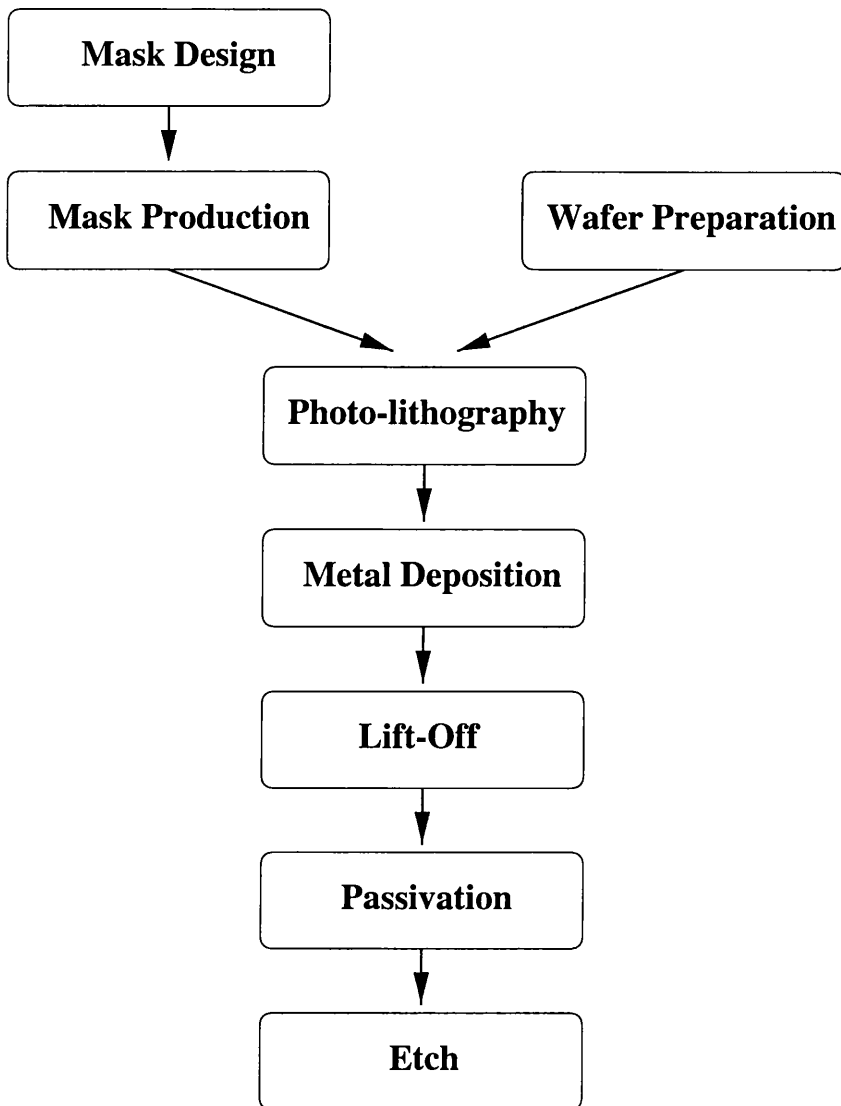 Mask Design
Mask Production
Wafer Preparation
Photo-lithography
Metal Deposition
Lift-Off
Passivation
Etch